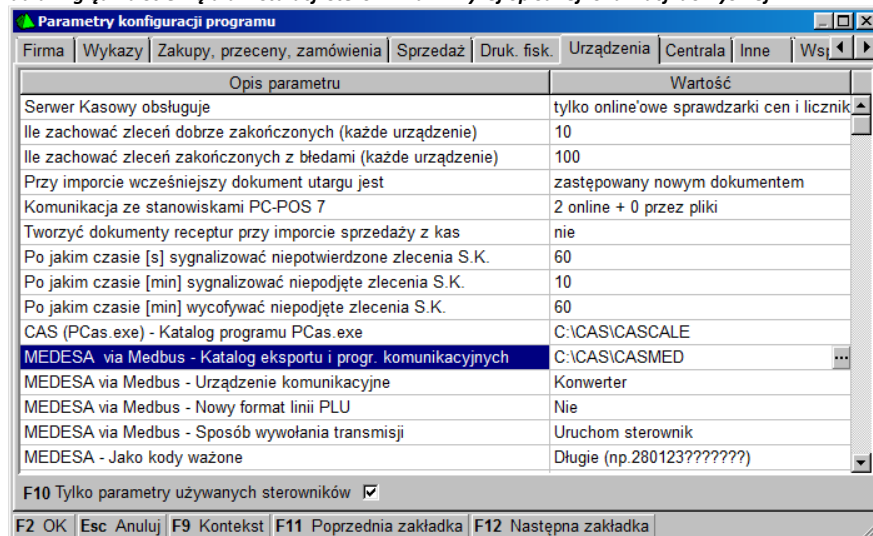 Parametry konfiguracji programu
Firma Wykazy Zakupy, przeceny, zamówienia Sprzedaż Druk. fisk. Urządzenia Centrala Inne
Opis parametru Wartość
Serwer Kasowy obsługuje tylko online'owe sprawdzarki cen i licznik
Ile zachować zleceń dobrze zakończonych (każde urządzenie) 10
Ile zachować zleceń zakończonych z błedami (każde urządzenie) 100
Przy imporcie wcześniejszy dokument utargu jest zastępowany nowym dokumentem
Komunikacja ze stanowiskami PC-POS 7 2 online + 0 przez pliki
Tworzyć dokumenty receptur przy imporcie sprzedaży z kas nie
Po jakim czasie [s] sygnalizować niepotwierdzone zlecenia S.K. 60
Po jakim czasie [min] sygnalizować niepodjęte zlecenia S.K. 10
Po jakim czasie [min] wycofywać niepodjęte zlecenia S.K. 60
CAS (PCas.exe) - Katalog programu PCas.exe C:\CAS\CASCALE
MEDESA via Medbus - Katalog eksportu i progr. komunikacyjnych C:\CAS\CASMED ...
MEDESA via Medbus - Urządzenie komunikacyjne Konwerter
MEDESA via Medbus - Nowy format linii PLU Nie
MEDESA via Medbus - Sposób wywołania transmisji Uruchom sterownik
MEDESA - Jako kody ważone Długie (np.280123???????)
F10 Tylko parametry używanych sterowników
F2 OK Esc Anuluj F9 Kontekst F11 Poprzednia zakładka F12 Następna zakładka